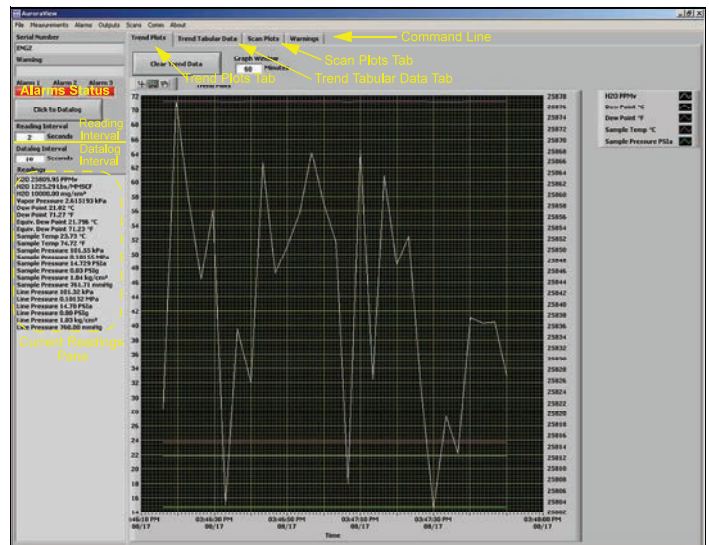 AuroraView
File Measurements Alarms Outputs Scans Comm About
Serial Number
ENG2
Warning
Alarm 1 Alarm 2 Alarm 3
Alarms Status
Click to Datalog
Reading Interval
2 Seconds
Reading Interval
Datalog Interval
10 Seconds
Datalog Interval
Readings
H2O 25809.95 PPMv
H2O 1225.29 Lbs/MMSCF
H2O 10000.00 mg/sm³
Vapor Pressure 2.615193 kPa
Dew Point 21.82 °C
Dew Point 71.27 °F
Equiv. Dew Point 21.796 °C
Equiv. Dew Point 71.23 °F
Sample Temp 23.73 °C
Sample Temp 74.72 °F
Sample Pressure 101.55 kPa
Sample Pressure 0.10155 MPa
Sample Pressure 14.729 PSIa
Sample Pressure 0.03 PSIg
Sample Pressure 1.04 kg/cm²
Sample Pressure 761.71 mmHg
Line Pressure 101.32 kPa
Line Pressure 0.10132 MPa
Line Pressure 14.70 PSIa
Line Pressure 0.00 PSIg
Line Pressure 1.03 kg/cm²
Line Pressure 760.00 mmHg
Current Readings
Pane
Trend Plots Trend Tabular Data Scan Plots Warnings
Command Line
Scan Plots Tab
Trend Tabular Data Tab
Trend Plots Tab
Clear Trend Data
Graph Window
60 Minutes
Trend Plots
72
70
68
66
64
62
60
58
56
54
52
50
48
46
44
42
40
38
36
34
32
30
28
26
24
22
20
18
16
14
25878
25876
25874
25872
25870
25868
25866
25864
25862
25860
25858
25856
25854
25852
25850
25848
25846
25844
25842
25840
25838
25836
25834
25832
25830
25828
25826
25824
25822
25820
25818
25816
25814
25812
25810
25808
25806
25804
25802
03:46:30 PM
08/17
03:46:50 PM
08/17
03:47:10 PM
08/17
03:47:30 PM
08/17
03:48:00 PM
08/17
Time
H2O PPMv
Dew Point °C
Dew Point °F
Sample Temp °C
Sample Pressure PSIa